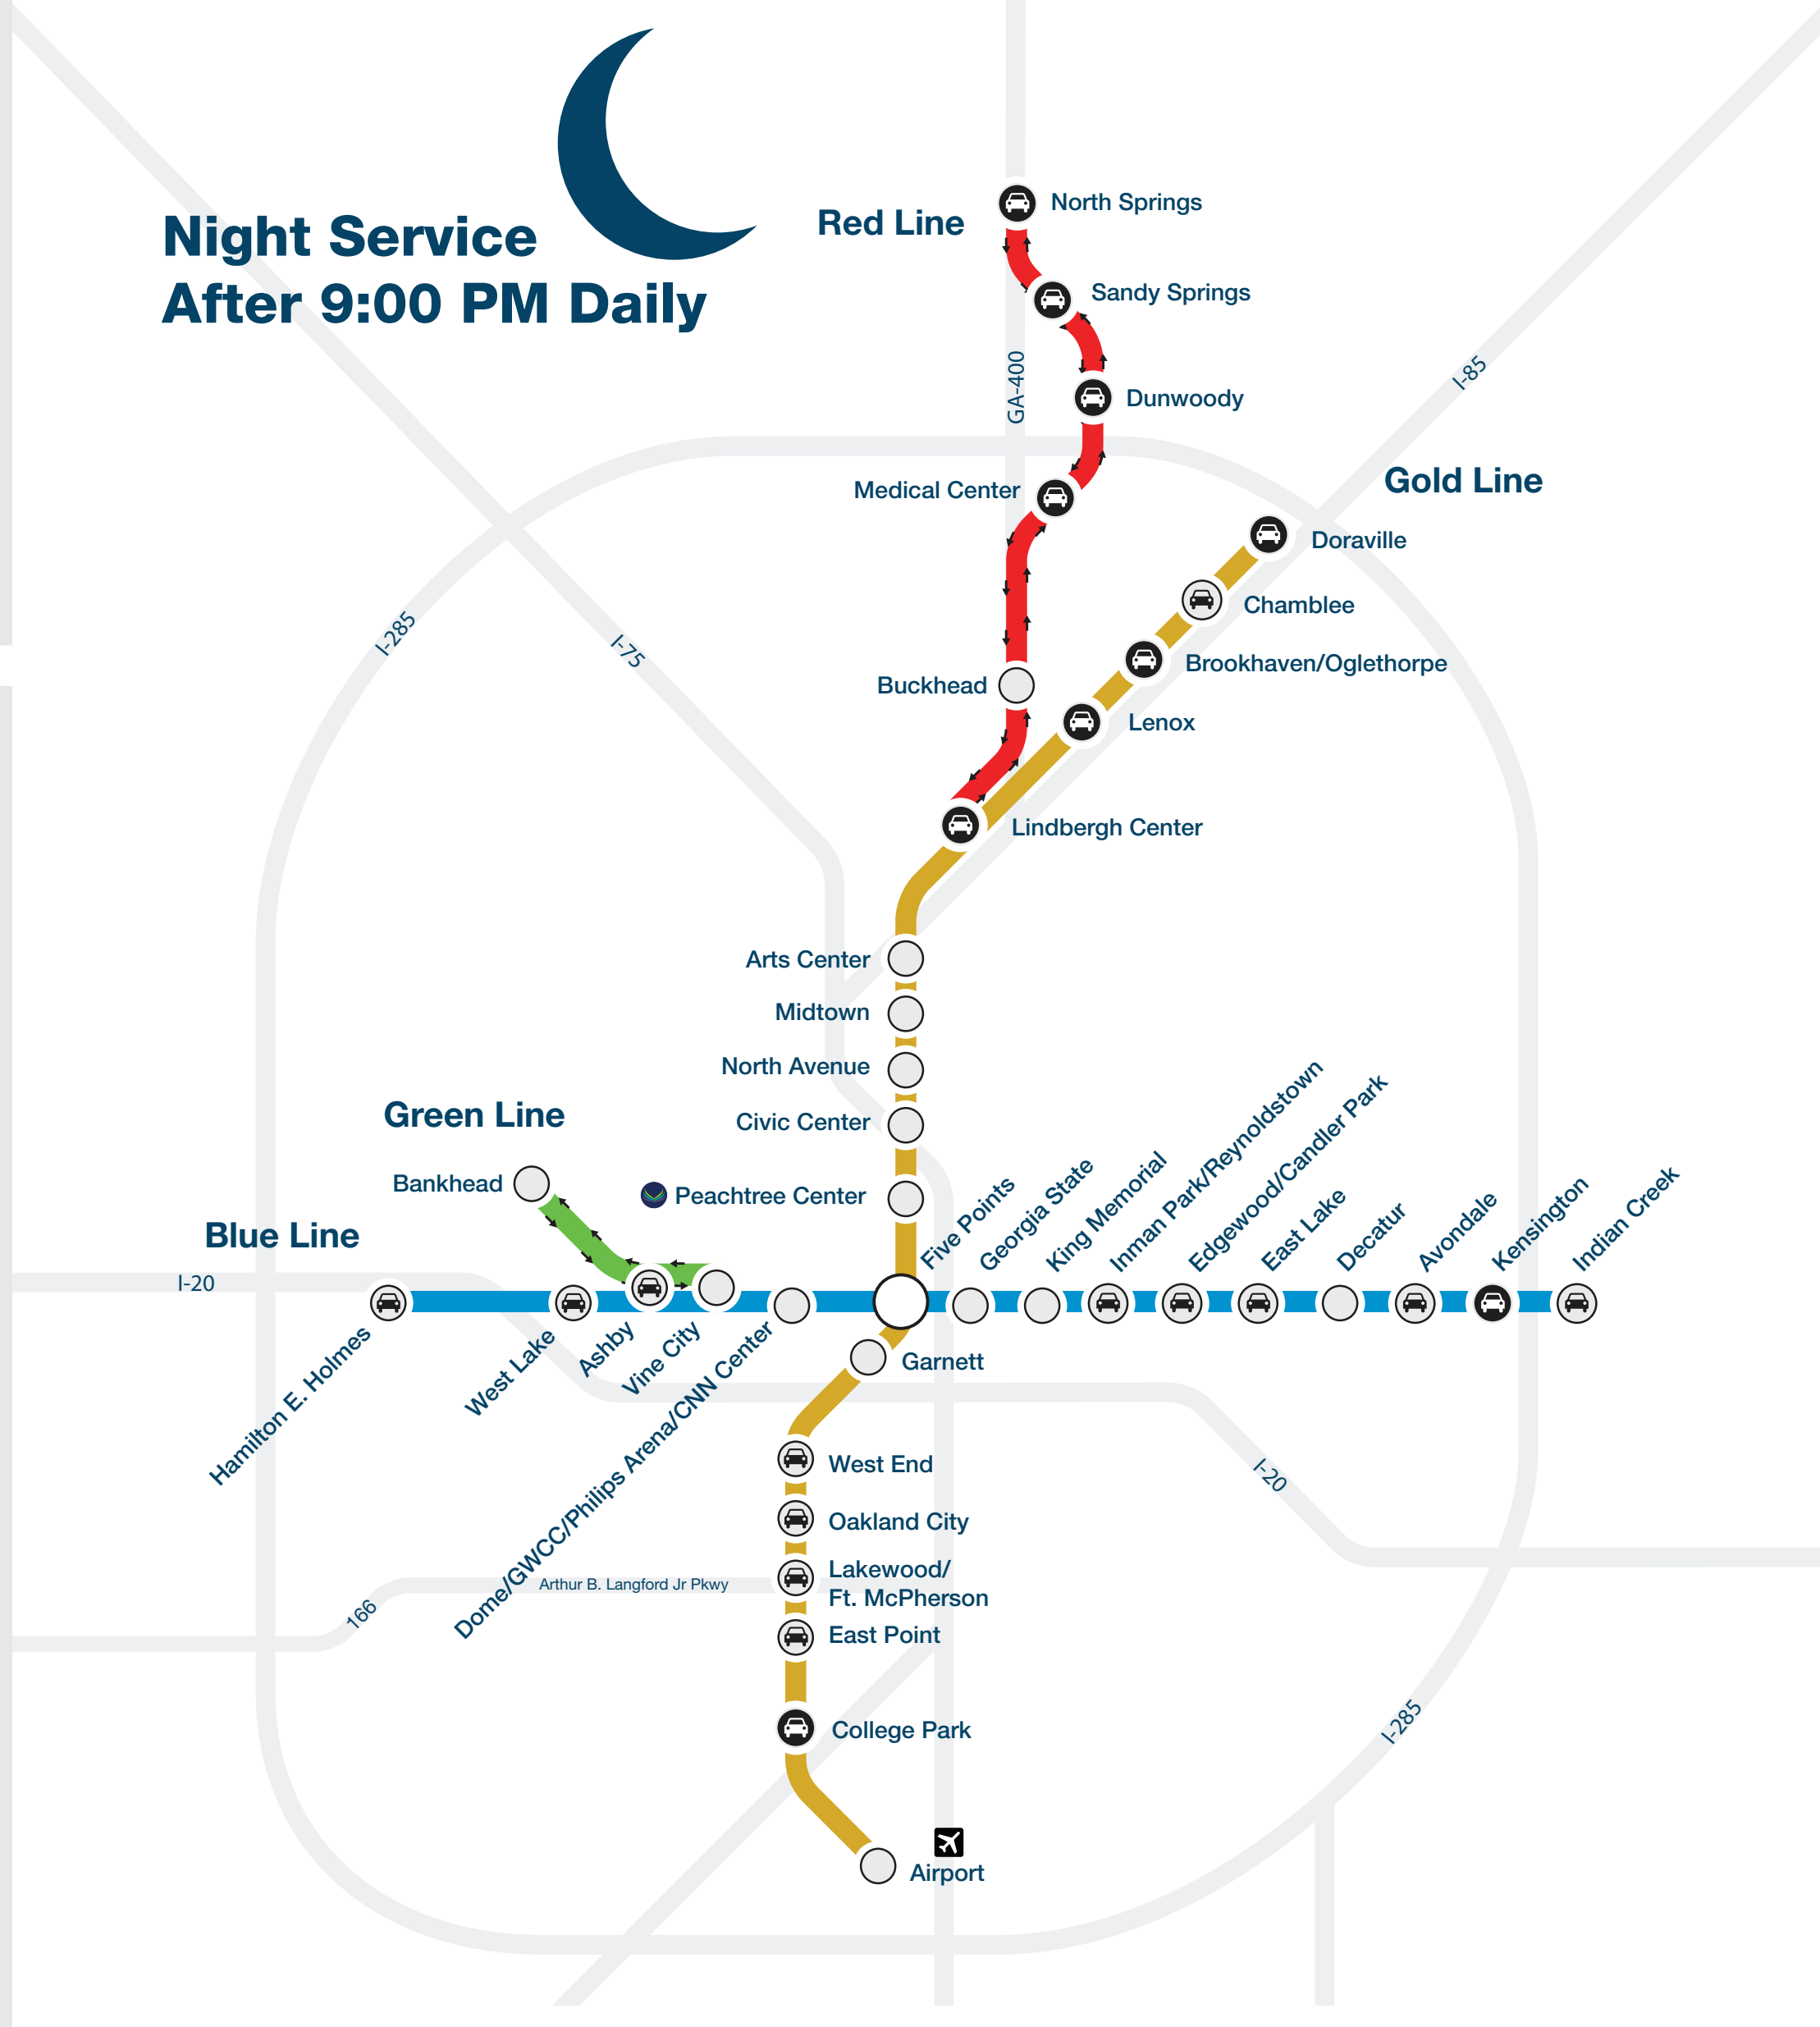 Night Service
After 9:00 PM Daily
Red Line
North Springs
Sandy Springs
GA-400
Dunwoody
I-85
Medical Center
Gold Line
Doraville
Chamblee
I-285
I-75
Brookhaven/Oglethorpe
Buckhead
Lenox
Lindbergh Center
Arts Center
Midtown
North Avenue
Civic Center
Green Line
Bankhead
Peachtree Center
Blue Line
I-20
Five Points
Georgia State
King Memorial
Inman Park/Reynoldstown
Edgewood/Candler Park
East Lake
Decatur
Avondale
Kensington
Indian Creek
Hamilton E. Holmes
West Lake
Ashby
Vine City
Dome/GWCC/Philips Arena/CNN Center
Garnett
West End
I-20
Oakland City
Lakewood/
Ft. McPherson
Arthur B. Langford Jr Pkwy
166
East Point
College Park
I-285
Airport